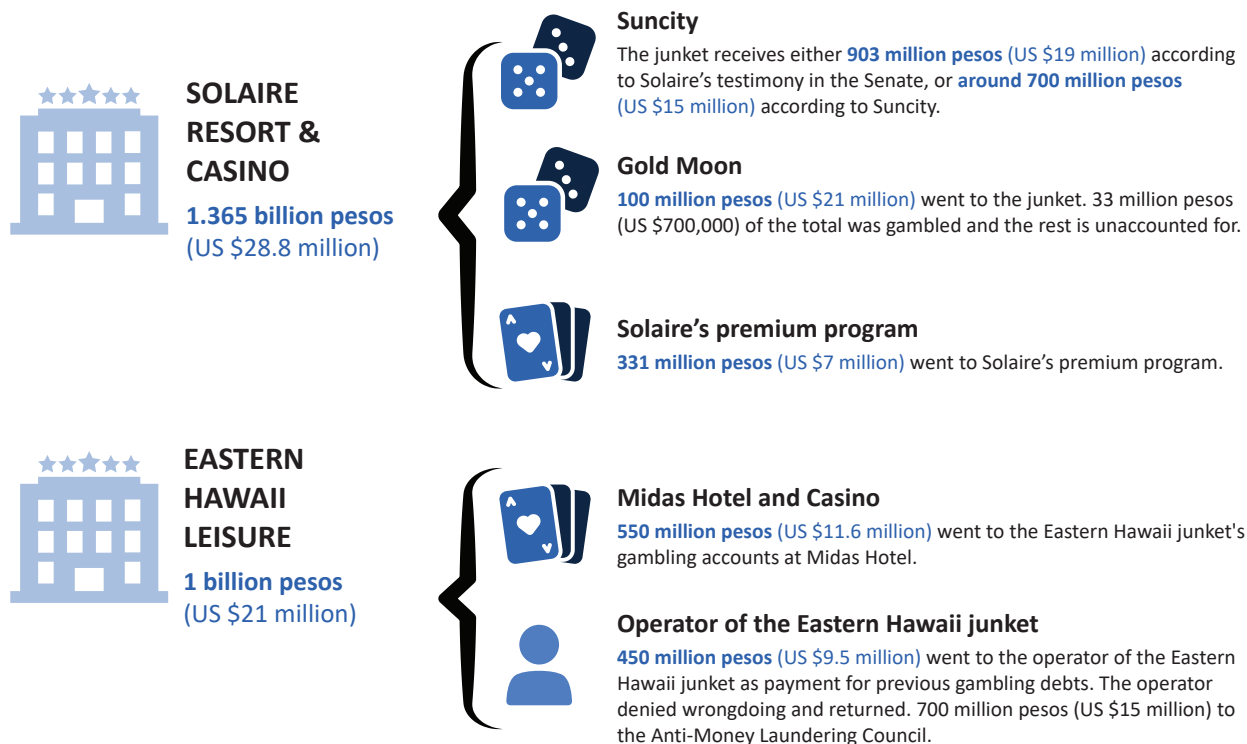 SOLAIRE
RESORT &
CASINO
1.365 billion pesos
(US $28.8 million)
Suncity
The junket receives either 903 million pesos (US $19 million) according
to Solaire’s testimony in the Senate, or around 700 million pesos
(US $15 million) according to Suncity.
Gold Moon
100 million pesos (US $21 million) went to the junket. 33 million pesos
(US $700,000) of the total was gambled and the rest is unaccounted for.
Solaire’s premium program
331 million pesos (US $7 million) went to Solaire’s premium program.
EASTERN
HAWAII
LEISURE
1 billion pesos
(US $21 million)
Midas Hotel and Casino
550 million pesos (US $11.6 million) went to the Eastern Hawaii junket's
gambling accounts at Midas Hotel.
Operator of the Eastern Hawaii junket
450 million pesos (US $9.5 million) went to the operator of the Eastern
Hawaii junket as payment for previous gambling debts. The operator
denied wrongdoing and returned. 700 million pesos (US $15 million) to
the Anti-Money Laundering Council.